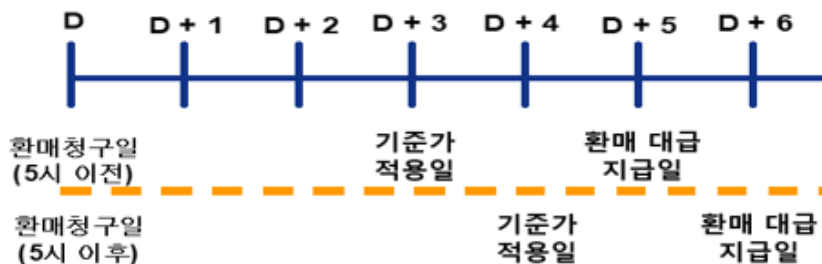 D D + 1 D + 2 D + 3 D + 4 D + 5 D + 6
환매청구일 기준가 환매 대급
(5시 이전) 적용일 지급일
환매청구일 기준가 환매 대급
(5시 이후) 적용일 지급일